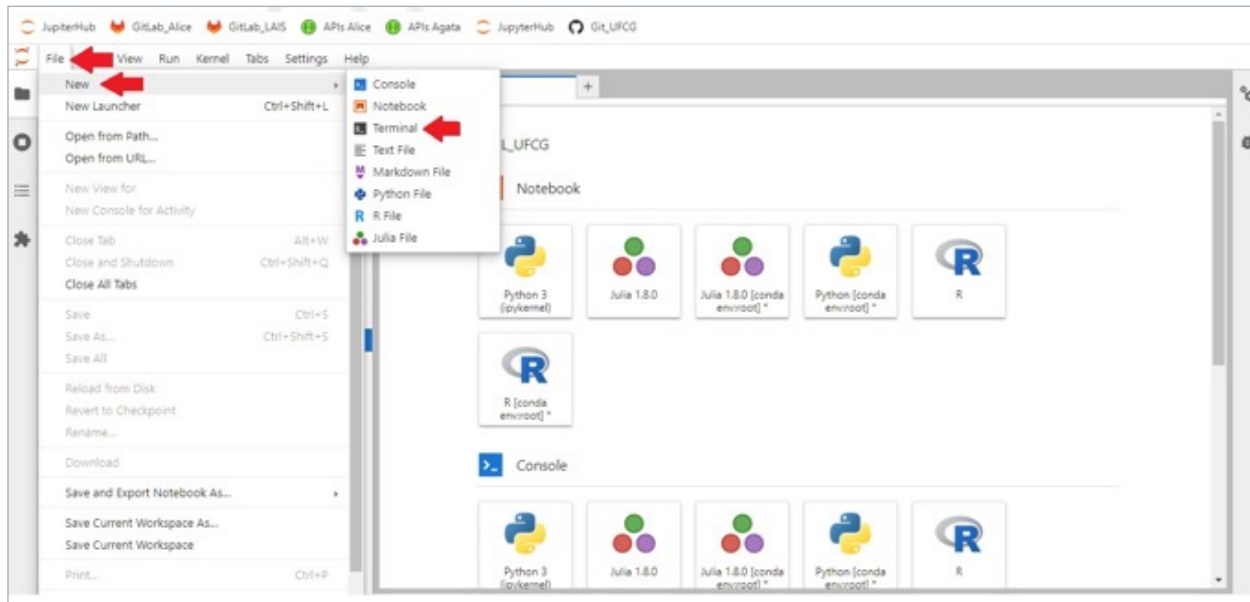 JupiterHub GitLab_Alice GitLab_LAIS APIs Alice APIs Agata JupyterHub Git_UFCG
File View Run Kernel Tabs Settings Help
New
New Launcher Ctrl+Shift+L
Open from Path...
Open from URL...
New View for
New Console for Activity
Close Tab Alt+W
Close and Shutdown Ctrl+Shift+Q
Close All Tabs
Save Ctrl+S
Save As... Ctrl+Shift+S
Save All
Reload from Disk
Revert to Checkpoint
Rename...
Download
Save and Export Notebook As...
Save Current Workspace As...
Save Current Workspace
Print... Ctrl+P
Console
Notebook
Terminal
Text File
Markdown File
Python File
R File
Julia File
L_UFCG
Notebook
Python 3
(ipykernel)
Julia 1.8.0
Julia 1.8.0 [conda
env:root] *
Python [conda
env:root] *
R
R [conda
env:root] *
Console
Python 3
(ipykernel)
Julia 1.8.0
Julia 1.8.0 [conda
env:root] *
Python [conda
env:root] *
R